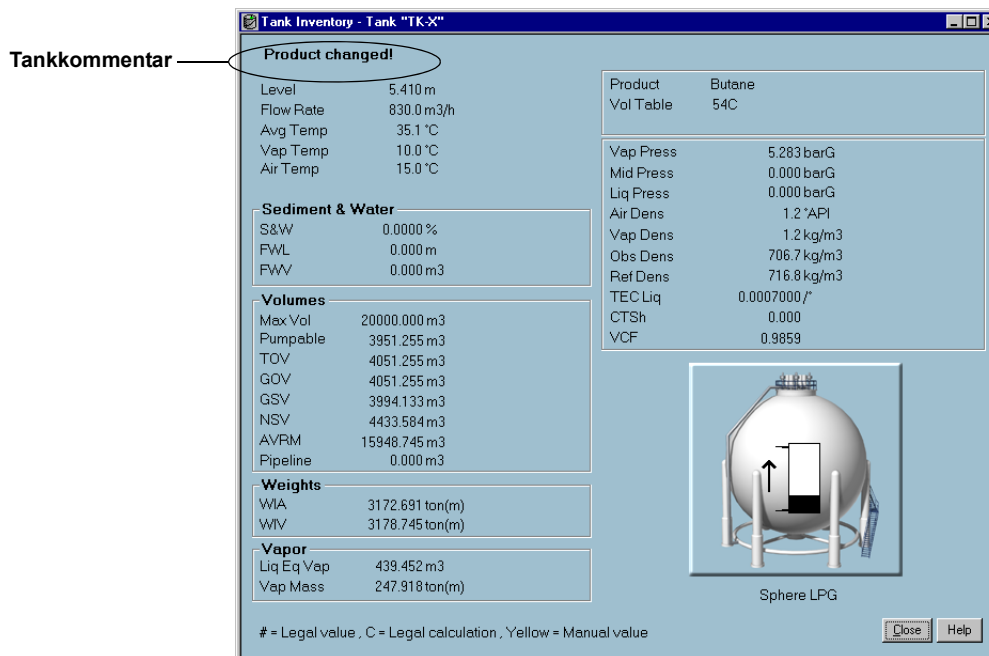 Tank Inventory - Tank "TK-X"
Tankkommentar
Product changed!
Level 5.410 m
Flow Rate 830.0 m3/h
Avg Temp 35.1 °C
Vap Temp 10.0 °C
Air Temp 15.0 °C
Sediment & Water
S&W 0.0000 %
FWL 0.000 m
FWV 0.000 m3
Volumes
Max Vol 20000.000 m3
Pumpable 3951.255 m3
TOV 4051.255 m3
GOV 4051.255 m3
GSV 3994.133 m3
NSV 4433.584 m3
AVRM 15948.745 m3
Pipeline 0.000 m3
Weights
WIA 3172.691 ton(m)
WIV 3178.745 ton(m)
Vapor
Liq Eq Vap 439.452 m3
Vap Mass 247.918 ton(m)
Product Butane
Vol Table 54C
Vap Press 5.283 barG
Mid Press 0.000 barG
Liq Press 0.000 barG
Air Dens 1.2 °API
Vap Dens 1.2 kg/m3
Obs Dens 706.7 kg/m3
Ref Dens 716.8 kg/m3
TEC Liq 0.0007000 /°
CTSh 0.000
VCF 0.9859
Sphere LPG
# = Legal value , C = Legal calculation , Yellow = Manual value
Close Help